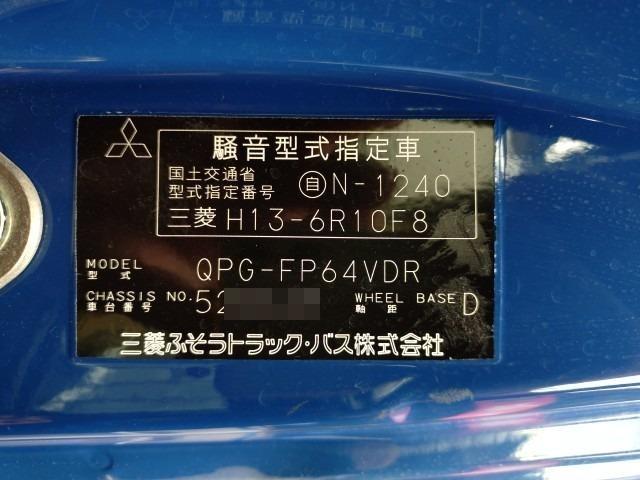 騒音型式指定車
国土交通省
型式指定番号 自N-1240
三菱 H13-6R10F8
MODEL
型式 QPG-FP64VDR
CHASSIS NO.
車台番号 52
WHEEL BASE
軸距 D
三菱ふそうトラック・バス株式会社